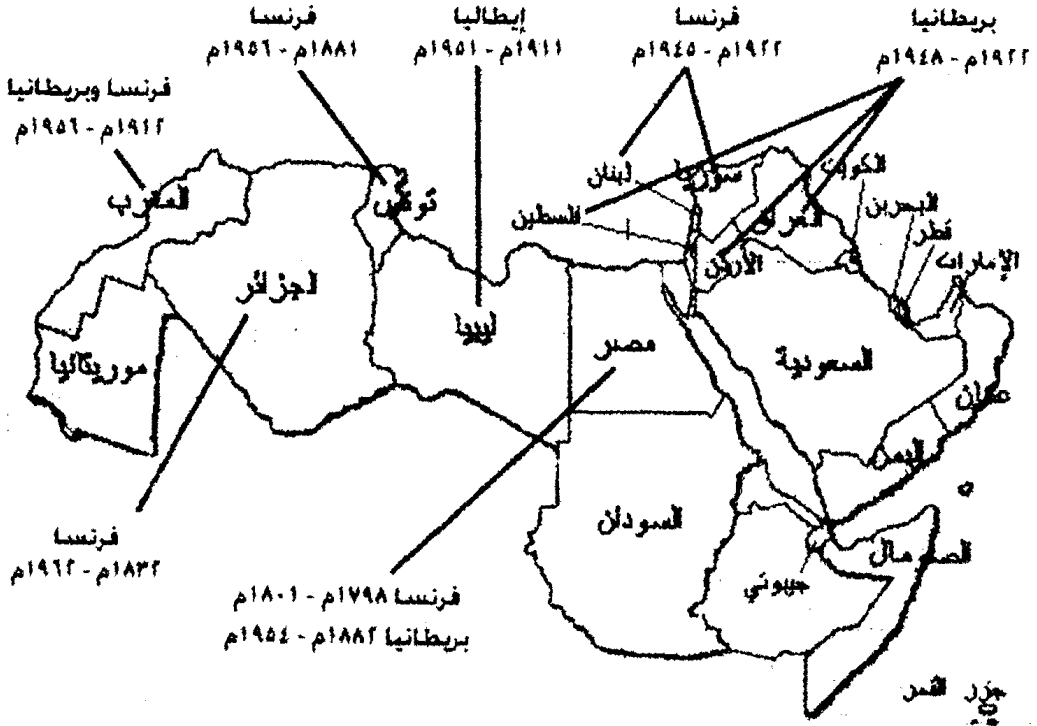 بريطانيا
١٩٢٢م - ١٩٤٨م
فرنسا
١٩٢٢م - ١٩٤٥م
إيطاليا
١٩١١م - ١٩٥١م
فرنسا
١٨٨١م - ١٩٥٦م
فرنسا وبريطانيا
١٩١٢م - ١٩٥٦م
الكويت
سوريا
لبنان
المغرب
تونس
البحرين
فلسطين
العراق
قطر
الأردن
الإمارات
الجزائر
ليبيا
مصر
السعودية
موريتانيا
عمان
اليمن
السودان
الصومال
جيبوتي
فرنسا
١٨٣٢م - ١٩٦٢م
فرنسا ١٧٩٨م - ١٨٠١م
بريطانيا ١٨٨٢م - ١٩٥٤م
جزر القمر